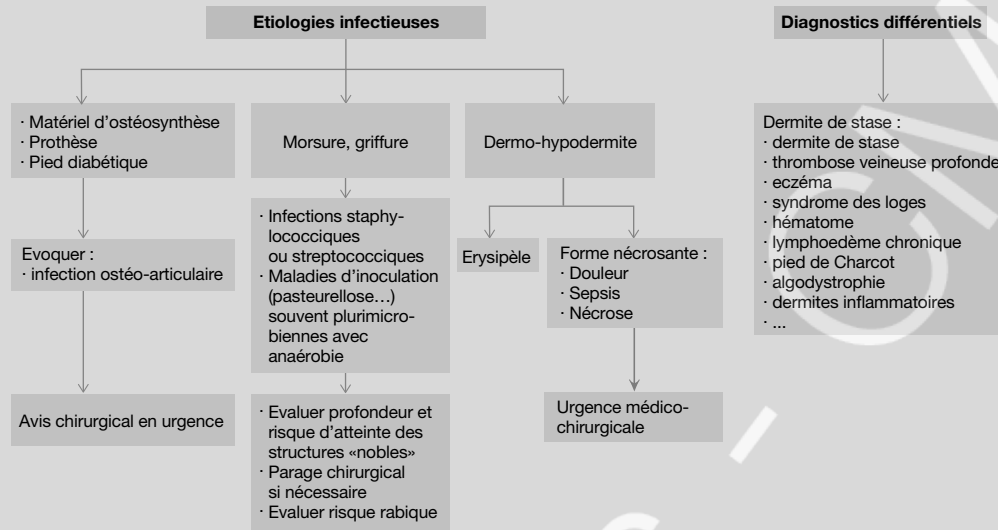 Etiologies infectieuses
Diagnostics différentiels
· Matériel d'ostéosynthèse
· Prothèse
· Pied diabétique
Morsure, griffure
Dermo-hypodermite
Dermite de stase :
· dermite de stase
· thrombose veineuse profonde
· eczéma
· syndrome des loges
· hématome
· lymphoedème chronique
· pied de Charcot
· algodystrophie
· dermites inflammatoires
· ...
Evoquer :
· infection ostéo-articulaire
· Infections staphy-
lococciques
ou streptococciques
· Maladies d'inoculation
(pasteurellose...)
souvent plurimicro-
biennes avec
anaérobie
Erysipèle
Forme nécrosante :
· Douleur
· Sepsis
· Nécrose
Avis chirurgical en urgence
· Evaluer profondeur et
risque d'atteinte des
structures «nobles»
· Parage chirurgical
si nécessaire
· Evaluer risque rabique
Urgence médico-
chirurgicale